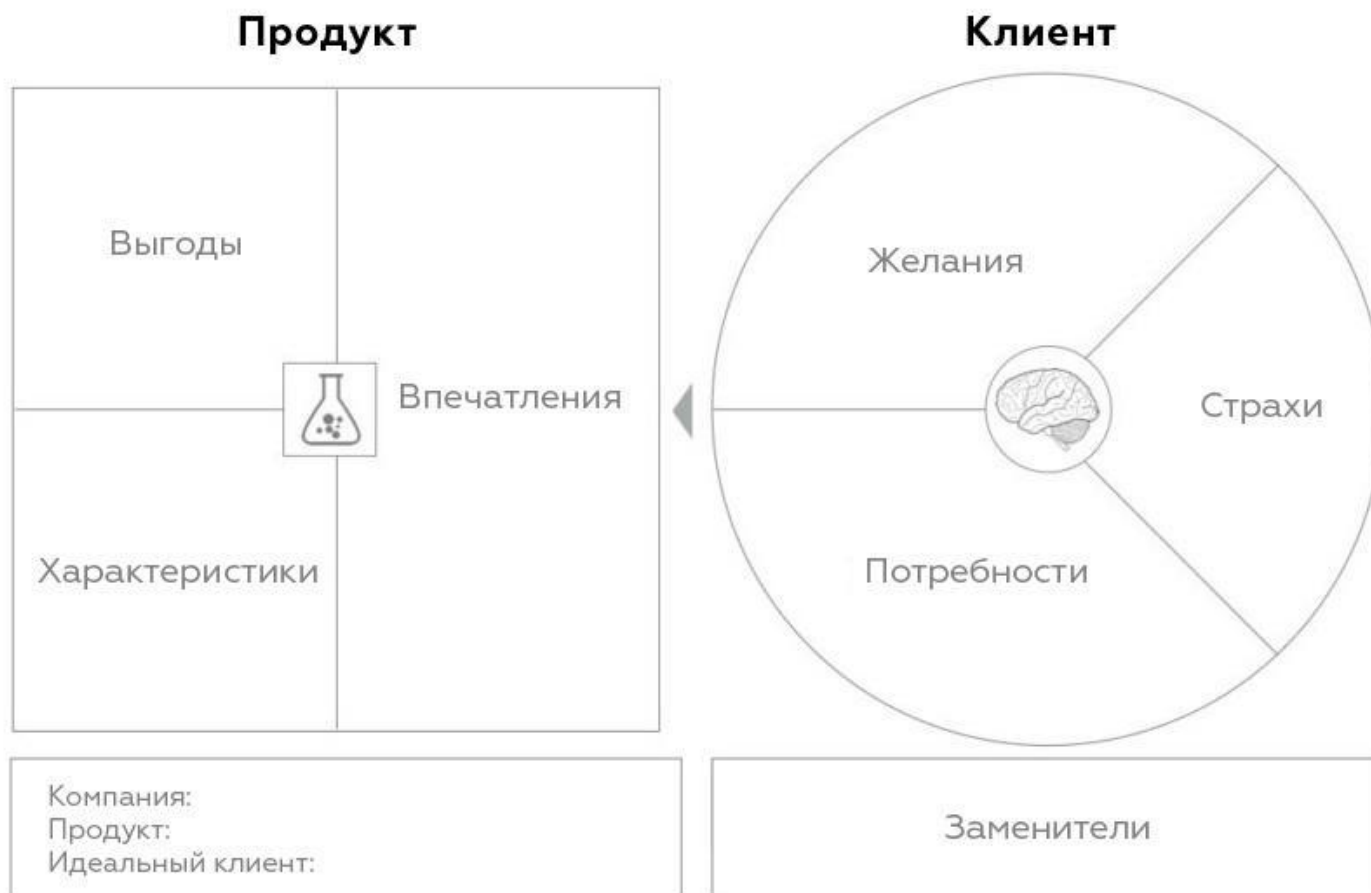 Продукт
Клиент
Выгоды
Желания
Впечатления
Страхи
Характеристики
Потребности
Компания:
Продукт:
Идеальный клиент:
Заменители